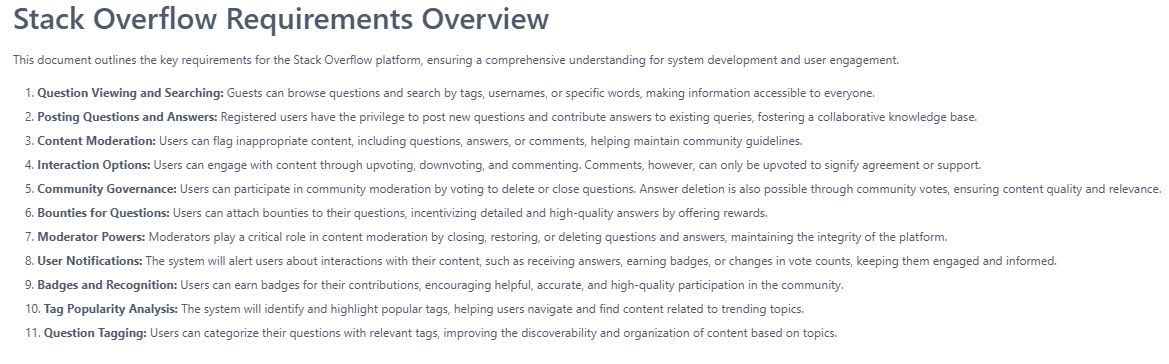 Stack Overflow Requirements Overview
This document outlines the key requirements for the Stack Overflow platform, ensuring a comprehensive understanding for system development and user engagement.
1. Question Viewing and Searching: Guests can browse questions and search by tags, usernames, or specific words, making information accessible to everyone.
2. Posting Questions and Answers: Registered users have the privilege to post new questions and contribute answers to existing queries, fostering a collaborative knowledge base.
3. Content Moderation: Users can flag inappropriate content, including questions, answers, or comments, helping maintain community guidelines.
4. Interaction Options: Users can engage with content through upvoting, downvoting, and commenting. Comments, however, can only be upvoted to signify agreement or support.
5. Community Governance: Users can participate in community moderation by voting to delete or close questions. Answer deletion is also possible through community votes, ensuring content quality and relevance.
6. Bounties for Questions: Users can attach bounties to their questions, incentivizing detailed and high-quality answers by offering rewards.
7. Moderator Powers: Moderators play a critical role in content moderation by closing, restoring, or deleting questions and answers, maintaining the integrity of the platform.
8. User Notifications: The system will alert users about interactions with their content, such as receiving answers, earning badges, or changes in vote counts, keeping them engaged and informed.
9. Badges and Recognition: Users can earn badges for their contributions, encouraging helpful, accurate, and high-quality participation in the community.
10. Tag Popularity Analysis: The system will identify and highlight popular tags, helping users navigate and find content related to trending topics.
11. Question Tagging: Users can categorize their questions with relevant tags, improving the discoverability and organization of content based on topics.